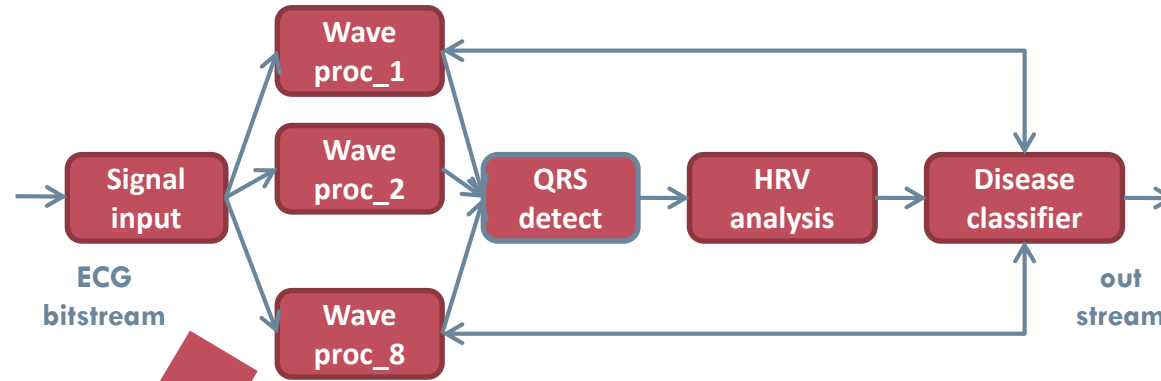 Wave
proc_1
Signal
input
Wave
proc_2
QRS
detect
HRV
analysis
Disease
classifier
ECG
bitstream
out
stream
Wave
proc_8